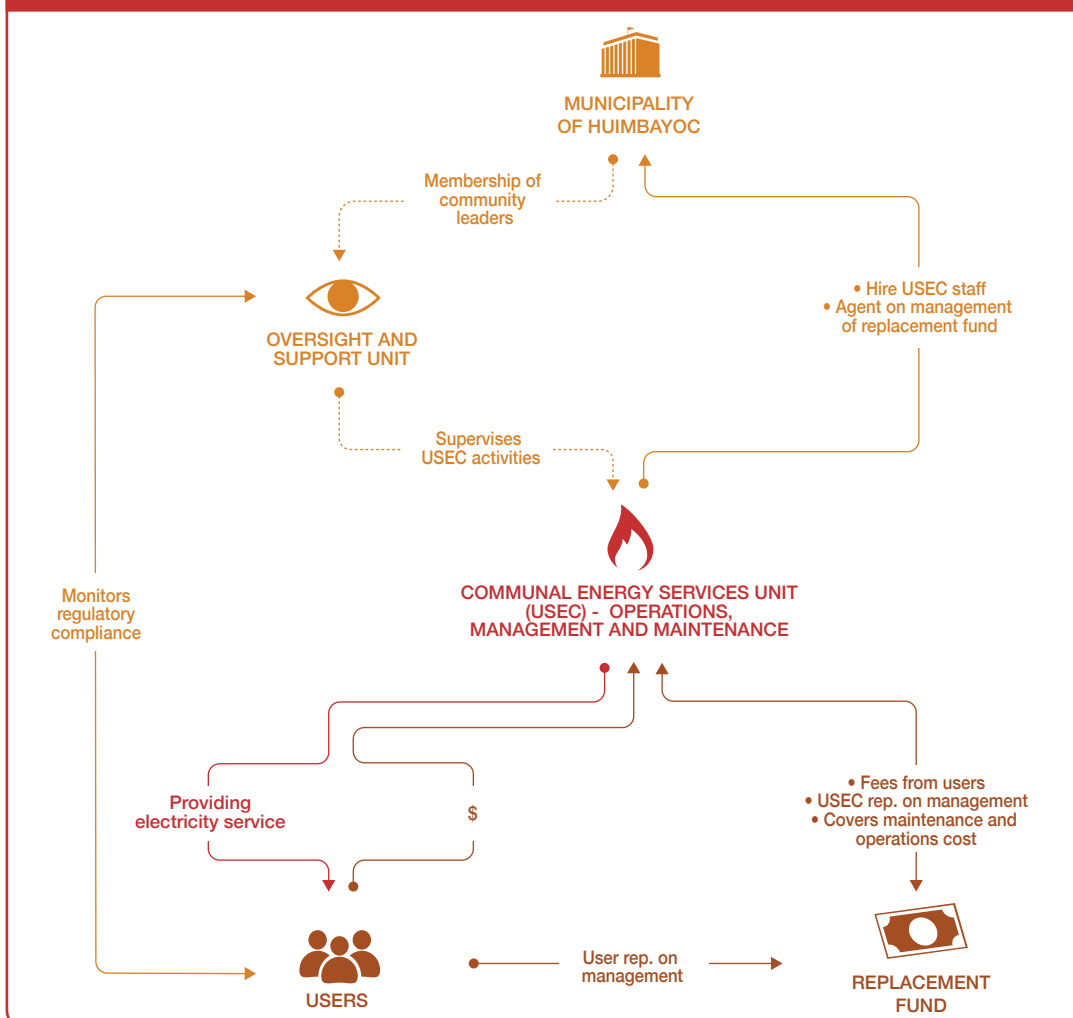 MUNICIPALITY
OF HUIMBAYOC
Membership of
community
leaders
• Hire USEC staff
• Agent on management
of replacement fund
OVERSIGHT AND
SUPPORT UNIT
Supervises
USEC activities
Monitors
regulatory
compliance
COMMUNAL ENERGY SERVICES UNIT
(USEC) - OPERATIONS,
MANAGEMENT AND MAINTENANCE
Providing
electricity service
$
• Fees from users
• USEC rep. on management
• Covers maintenance and
operations cost
USERS
User rep. on
management
REPLACEMENT
FUND